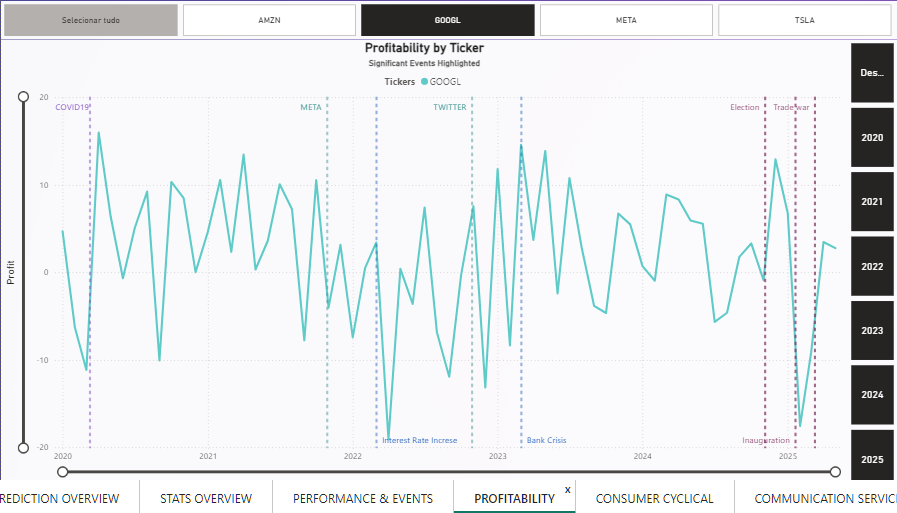 Selecionar tudo
AMZN
GOOGL
META
TSLA
Profitability by Ticker
Significant Events Highlighted
Tickers GOOGL
Des...
2020
2021
2022
2023
2024
2025
Profit
20
10
0
-10
-20
COVID19
META
TWITTER
Election
Trade war
Interest Rate Increse
Bank Crisis
Inauguration
2020
2021
2022
2023
2024
2025
REDICTION OVERVIEW
STATS OVERVIEW
PERFORMANCE & EVENTS
PROFITABILITY
x
CONSUMER CYCLICAL
COMMUNICATION SERVIC